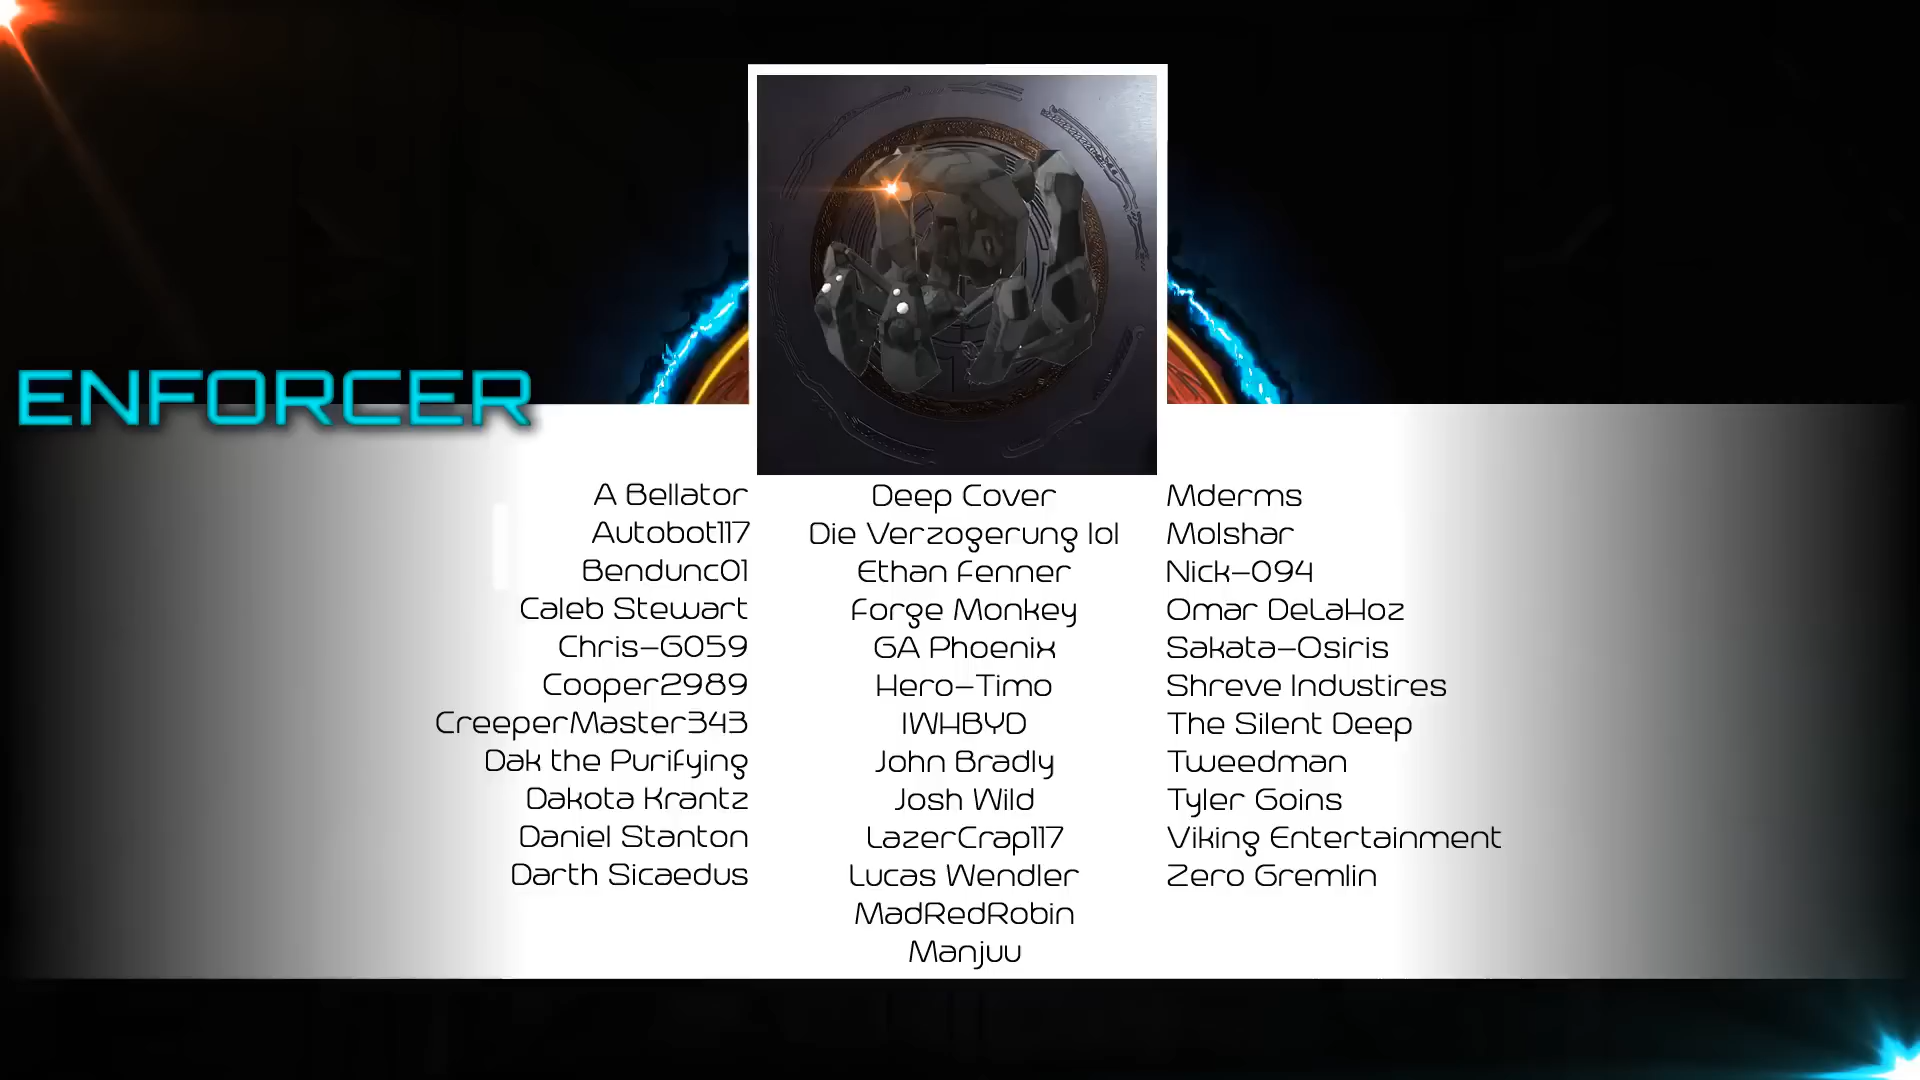 ENFORCER
A Bellator
Autobot117
Bendunc01
Caleb Stewart
Chris-G059
Cooper2989
CreeperMaster343
Dak the Purifying
Dakota Krantz
Daniel Stanton
Darth Sicaedus
Deep Cover
Die Verzogerung lol
Ethan Fenner
Forge Monkey
GA Phoenix
Hero-Timo
IWHBYD
John Bradly
Josh Wild
LazerCrap117
Lucas Wendler
MadRedRobin
Manjuu
Mderms
Molshar
Nick-094
Omar DeLaHoz
Sakata-Osiris
Shreve Industires
The Silent Deep
Tweedman
Tyler Goins
Viking Entertainment
Zero Gremlin